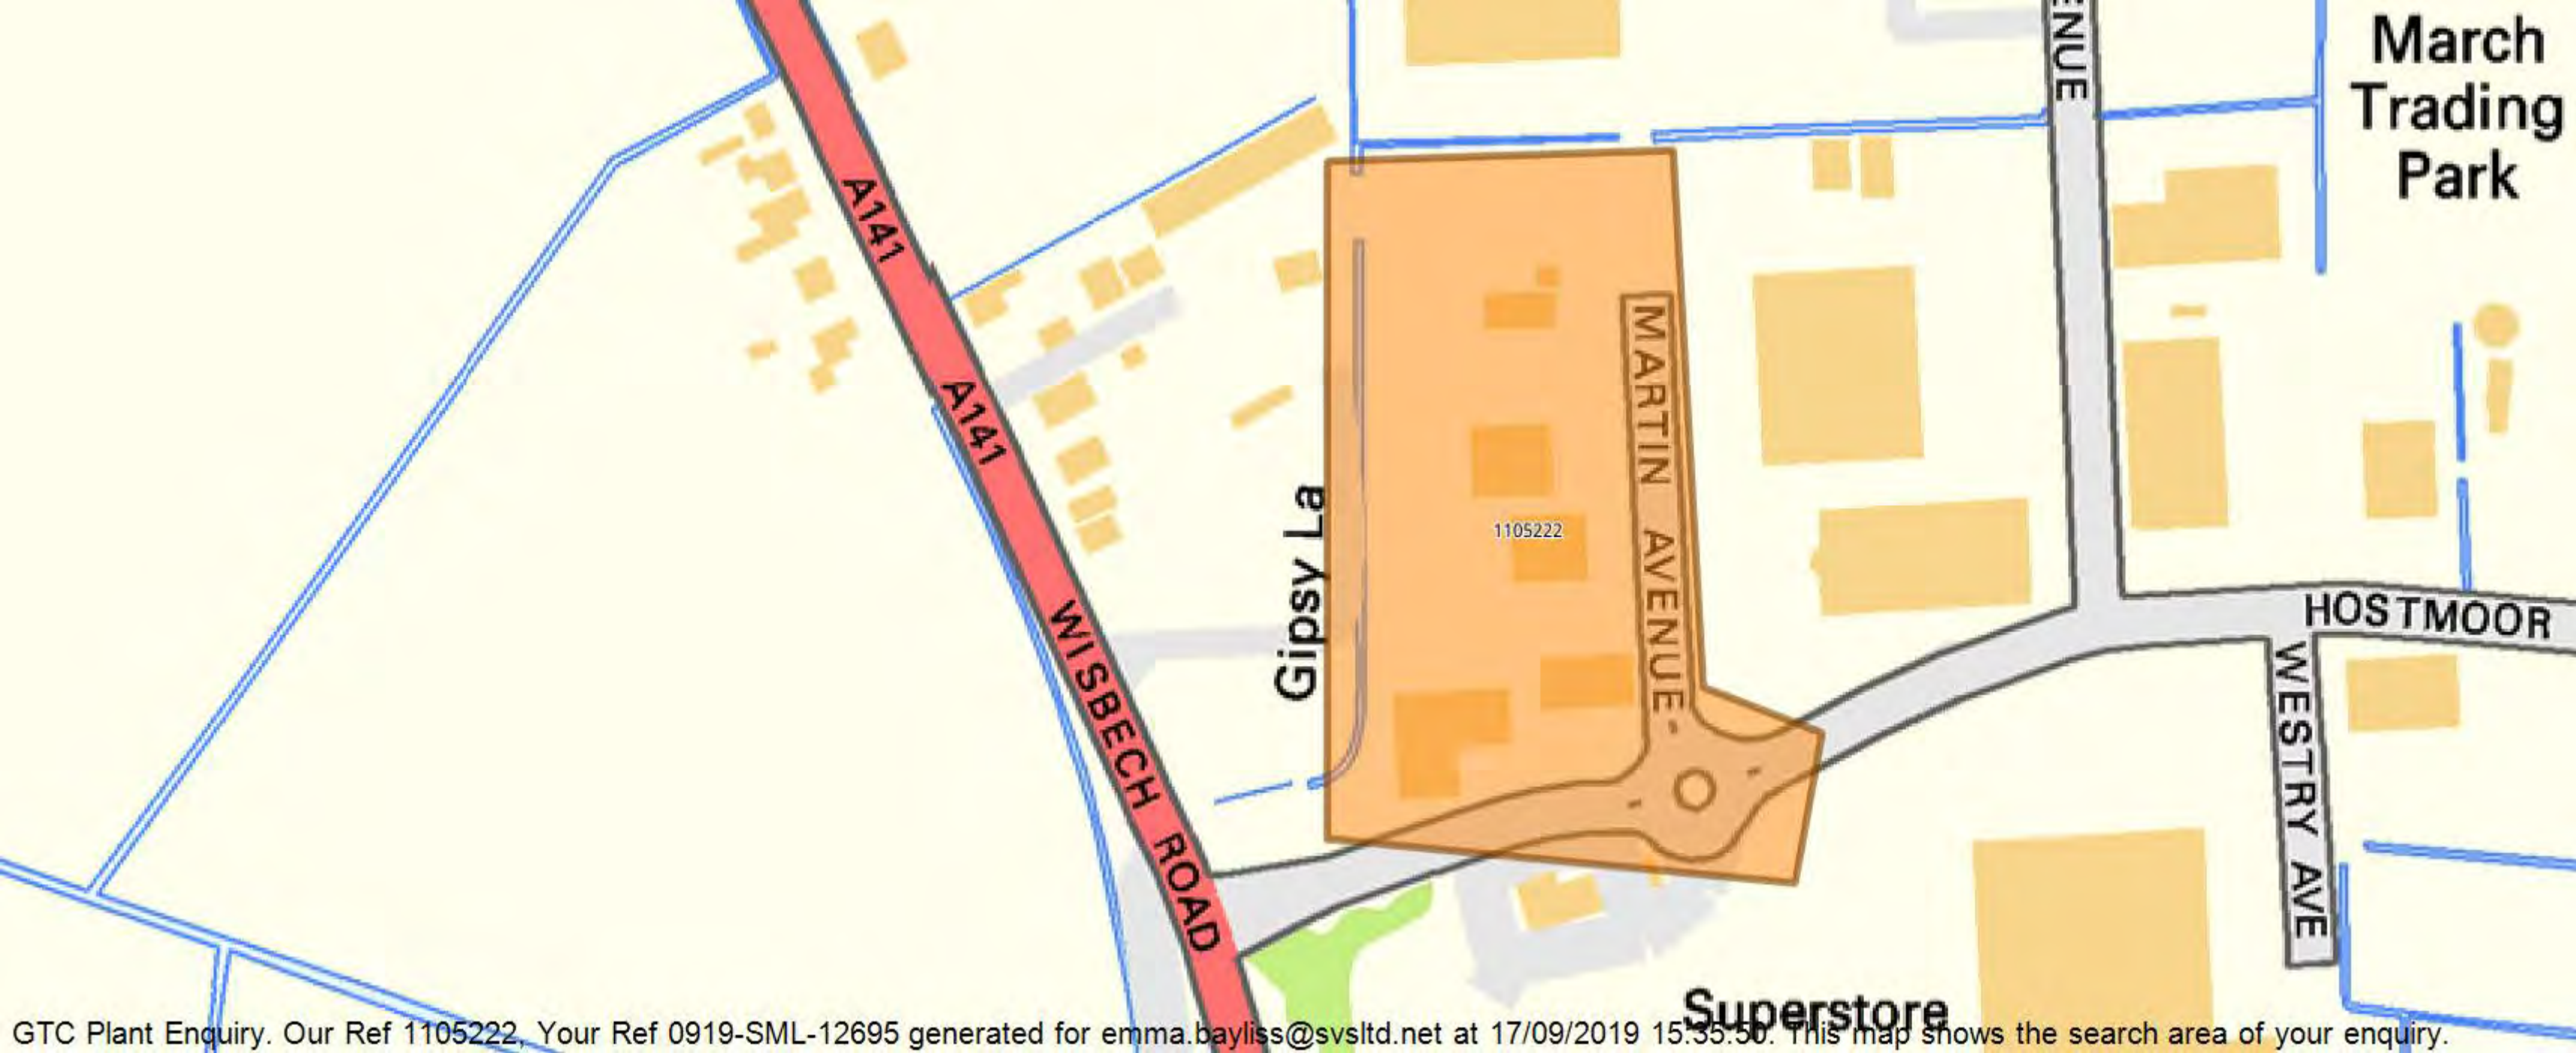 ENUE
March
Trading
Park
A141
A141
MARTIN AVENUE
Gipsy La
1105222
WISBECH ROAD
HOSTMOOR
WESTRY AVE
Superstore
GTC Plant Enquiry. Our Ref 1105222, Your Ref 0919-SML-12695 generated for emma.bayliss@svsltd.net at 17/09/2019 15:35:50. This map shows the search area of your enquiry.